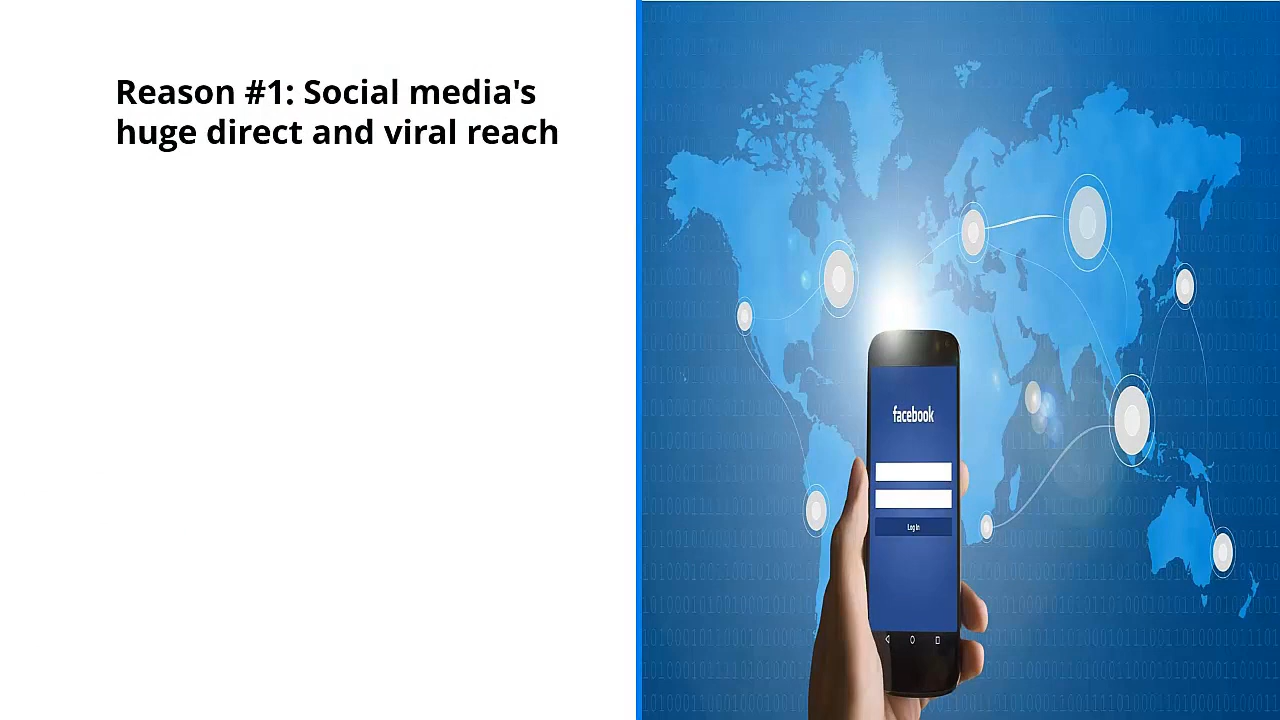 Reason #1: Social media's
huge direct and viral reach
facebook
Log In